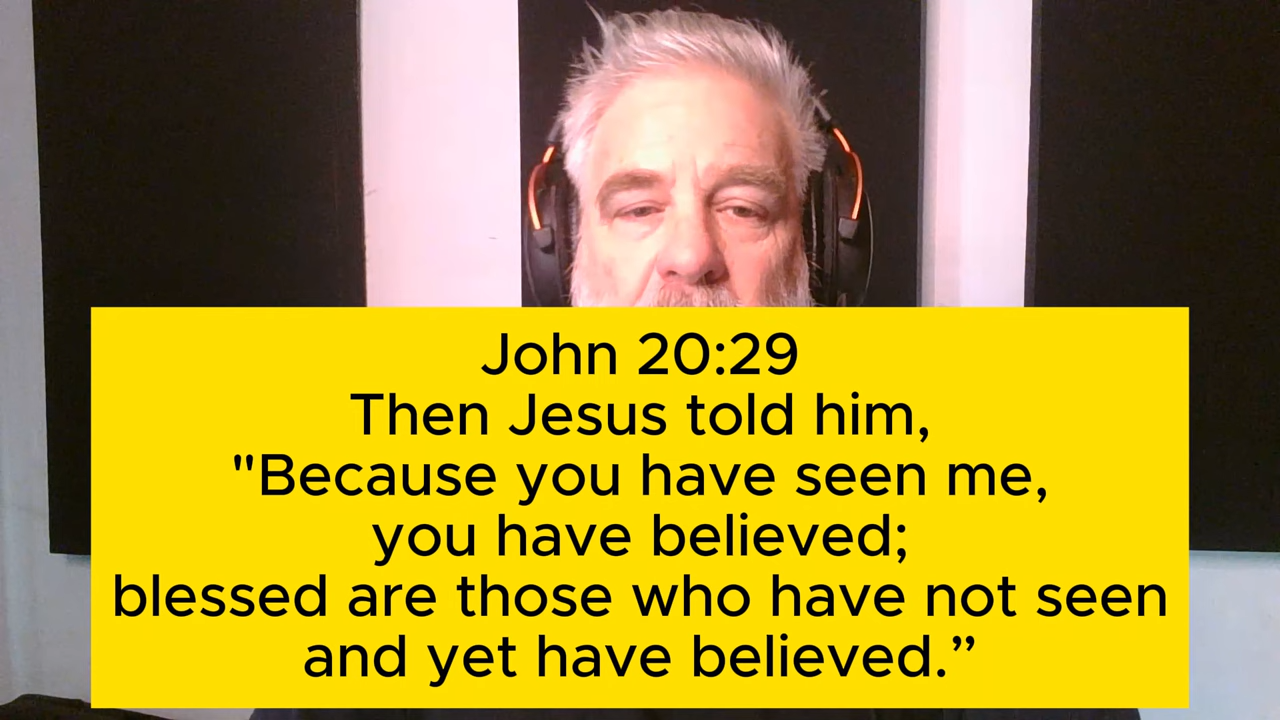 John 20:29
Then Jesus told him,
"Because you have seen me,
you have believed;
blessed are those who have not seen
and yet have believed.”